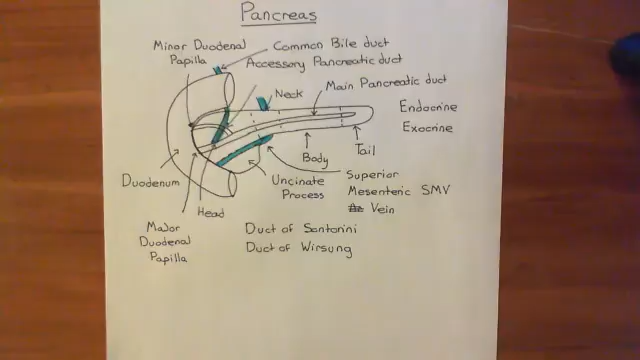 Pancreas
Minor Duodenal
Papilla
Common Bile duct
Accessory Pancreatic duct
Main Pancreatic duct
Neck
Endocrine
Exocrine
Tail
Body
Duodenum
Uncinate
Process
Superior
Mesenteric SMV
Vein
Head
Major
Duodenal
Papilla
Duct of Santorini
Duct of Wirsung